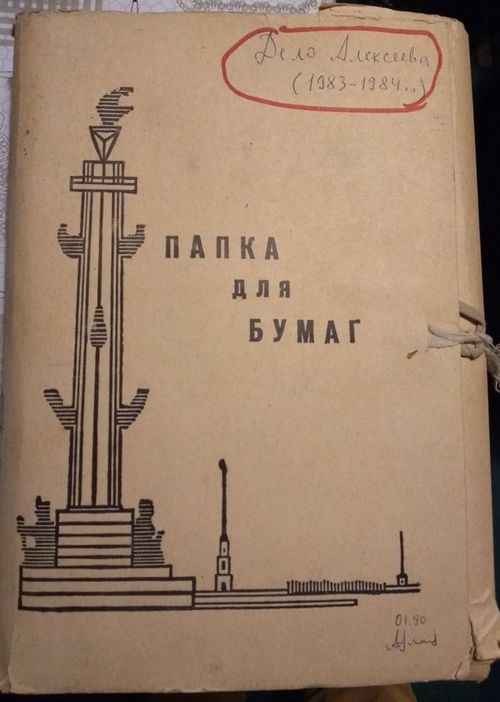 Дело Алексеева
(1983-1984..)
ПАПКА
ДЛЯ
БУМАГ
01.90